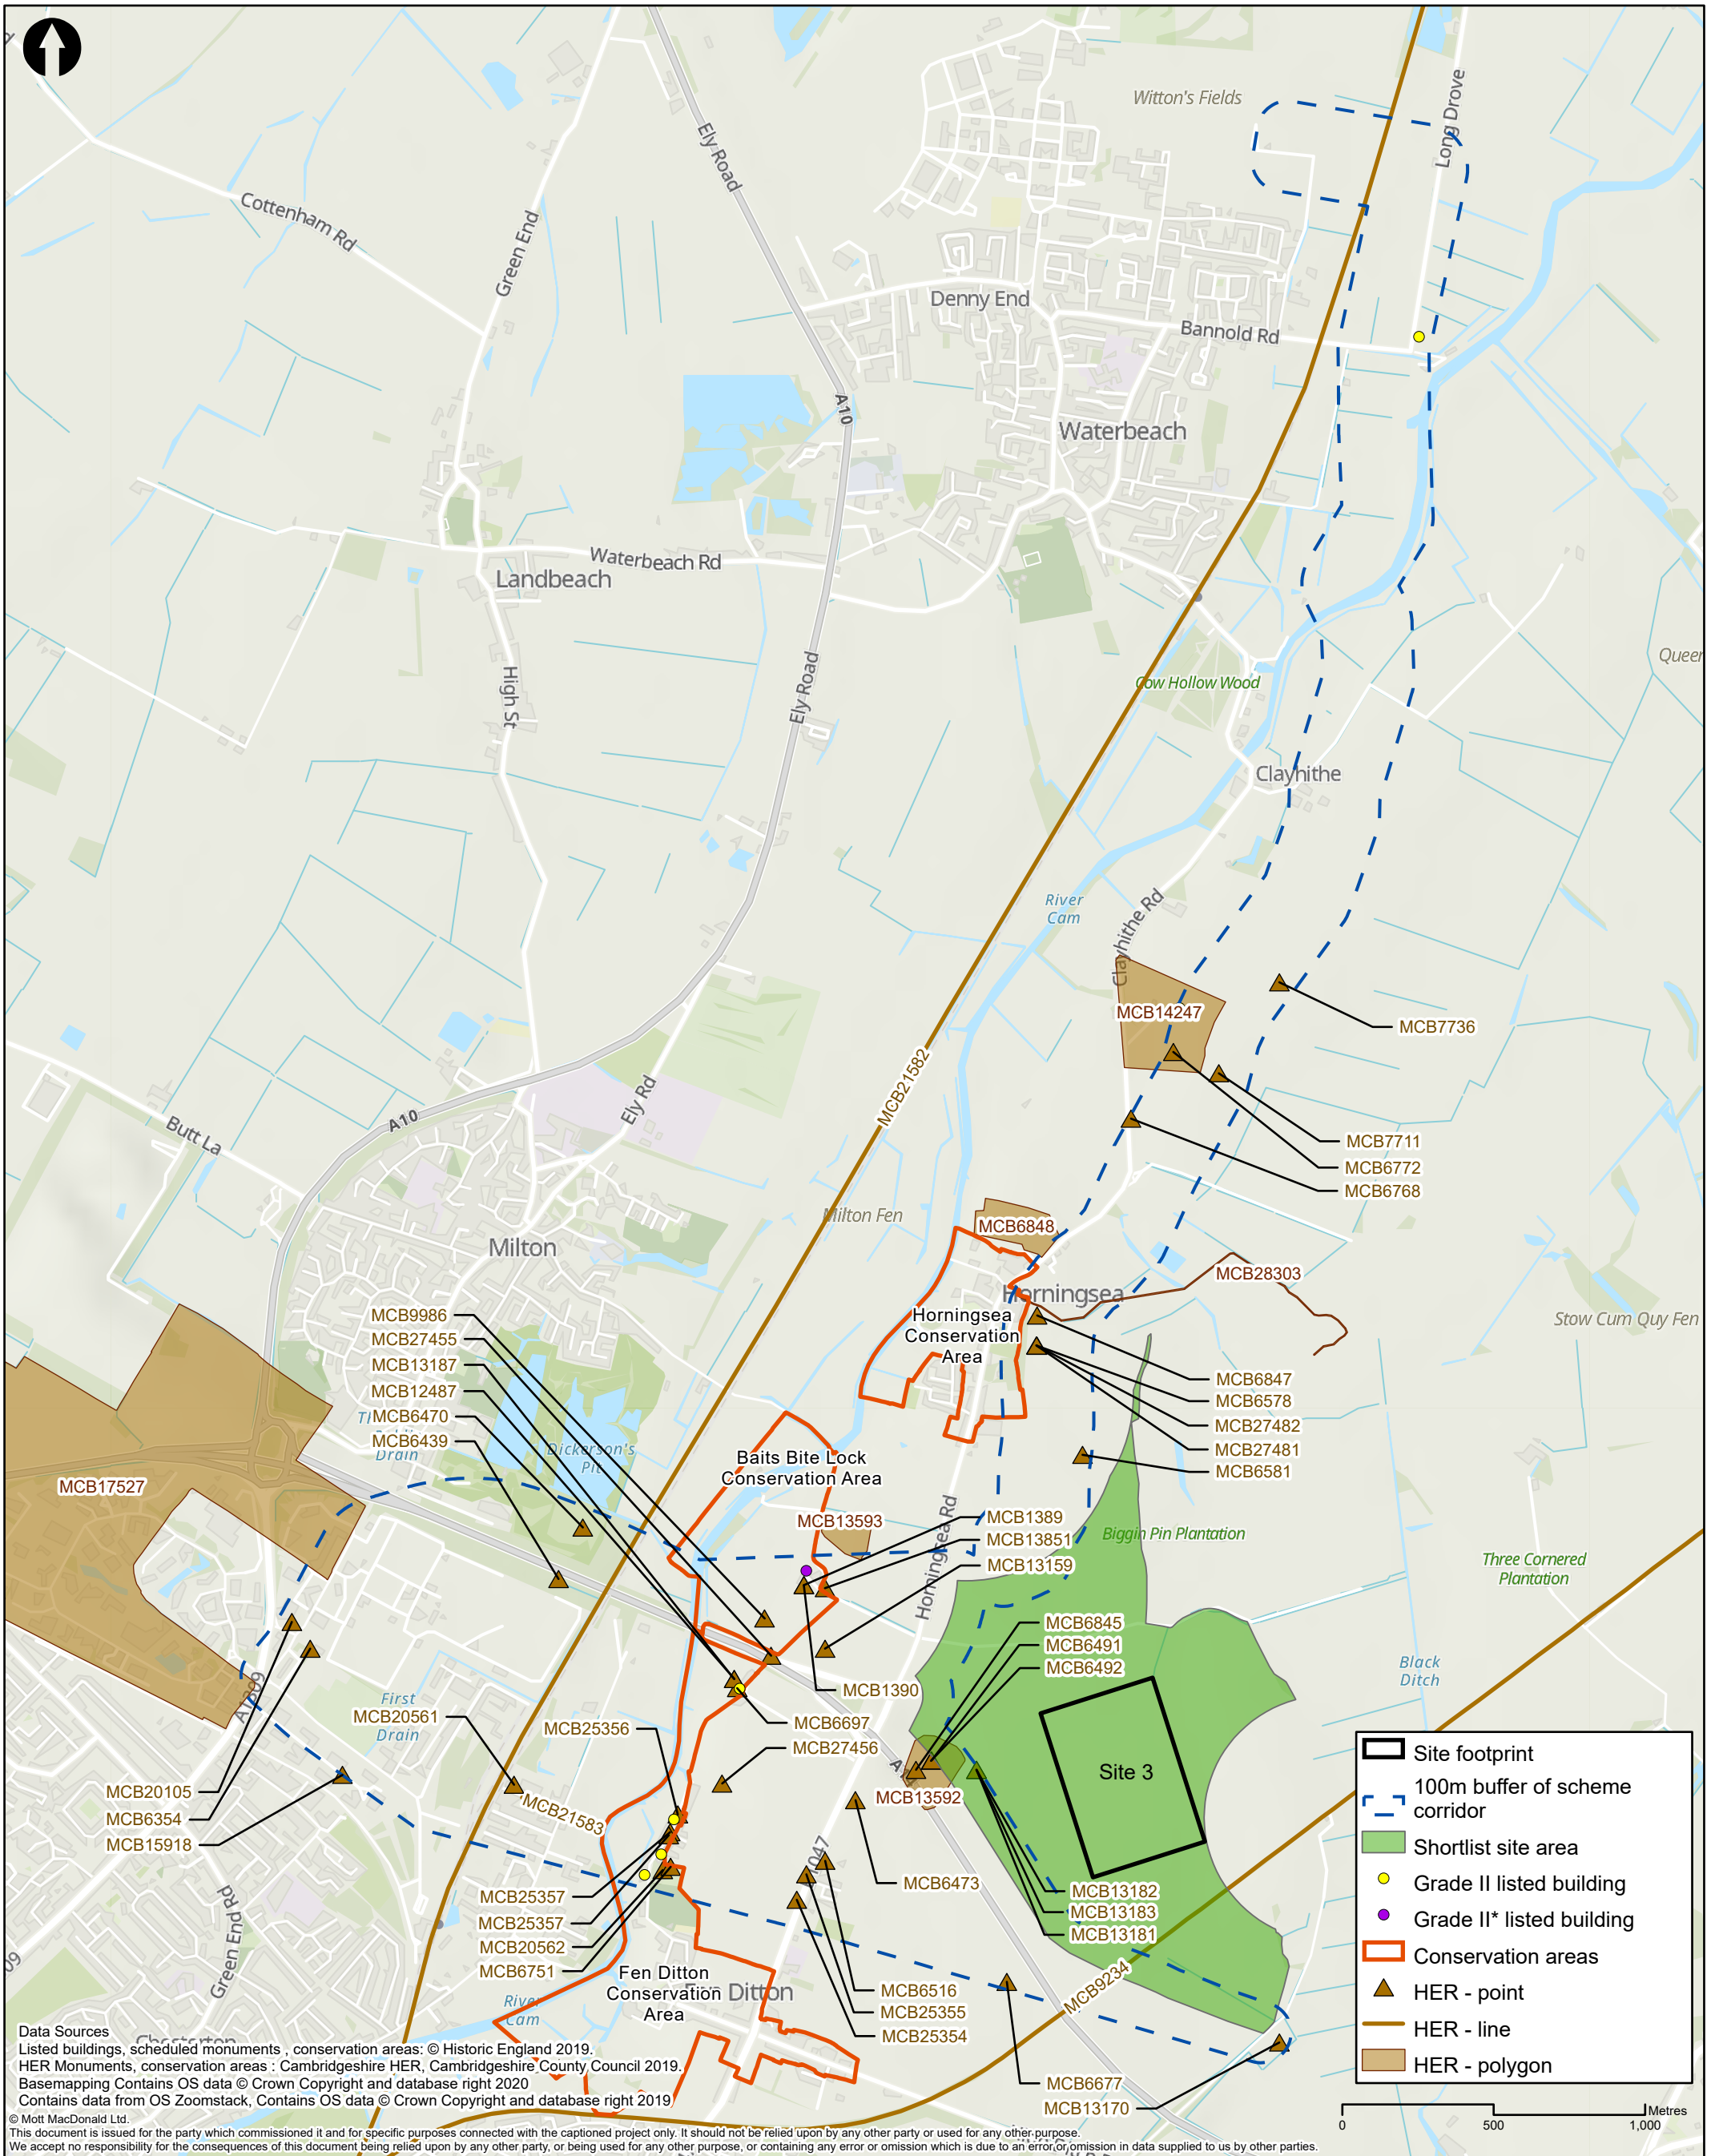 Witton's Fields
Long Drove
Ely Road
Cottenham Rd
Green End
Denny End
Bannold Rd
A10
Waterbeach
Waterbeach Rd
Landbeach
High St
Ely Road
Cow Hollow Wood
Queen
Clayhithe
River
Cam
Clayhithe Rd
MCB14247
MCB7736
MCB21582
Ely Rd
A10
Butt La
MCB7711
MCB6772
MCB6768
Milton Fen
MCB6848
Milton
MCB28303
Horningsea
Horningsea
Conservation
Area
Stow Cum Quy Fen
MCB9986
MCB27455
MCB13187
MCB12487
MCB6470
MCB6439
Drain
Dickerson's
Pit
MCB6847
MCB6578
MCB27482
MCB27481
MCB6581
Baits Bite Lock
Conservation Area
MCB17527
MCB13593
MCB1389
MCB13851
MCB13159
Horningsea Rd
Biggin Pin Plantation
Three Cornered
Plantation
MCB6845
MCB6491
MCB6492
Black
Ditch
A1309
First
Drain
MCB20561
MCB25356
MCB1390
MCB6697
MCB27456
MCB20105
MCB6354
MCB15918
MCB21583
A14
MCB13592
Site 3
MCB6473
MCB25357
MCB25357
MCB20562
MCB6751
MCB13182
MCB13183
MCB13181
Green End Rd
09
Fen Ditton
Conservation
Area
Fen Ditton
River
Cam
MCB6516
MCB25355
MCB25354
MCB9234
MCB6677
MCB13170
Chesterton
Site footprint
100m buffer of scheme
corridor
Shortlist site area
Grade II listed building
Grade II* listed building
Conservation areas
HER - point
HER - line
HER - polygon
Metres
0 500 1,000
Data Sources
Listed buildings, scheduled monuments , conservation areas: © Historic England 2019.
HER Monuments, conservation areas : Cambridgeshire HER, Cambridgeshire County Council 2019.
Basemapping Contains OS data © Crown Copyright and database right 2020
Contains data from OS Zoomstack, Contains OS data © Crown Copyright and database right 2019
© Mott MacDonald Ltd.
This document is issued for the party which commissioned it and for specific purposes connected with the captioned project only. It should not be relied upon by any other party or used for any other purpose.
We accept no responsibility for the consequences of this document being relied upon by any other party, or being used for any other purpose, or containing any error or omission which is due to an error or omission in data supplied to us by other parties.